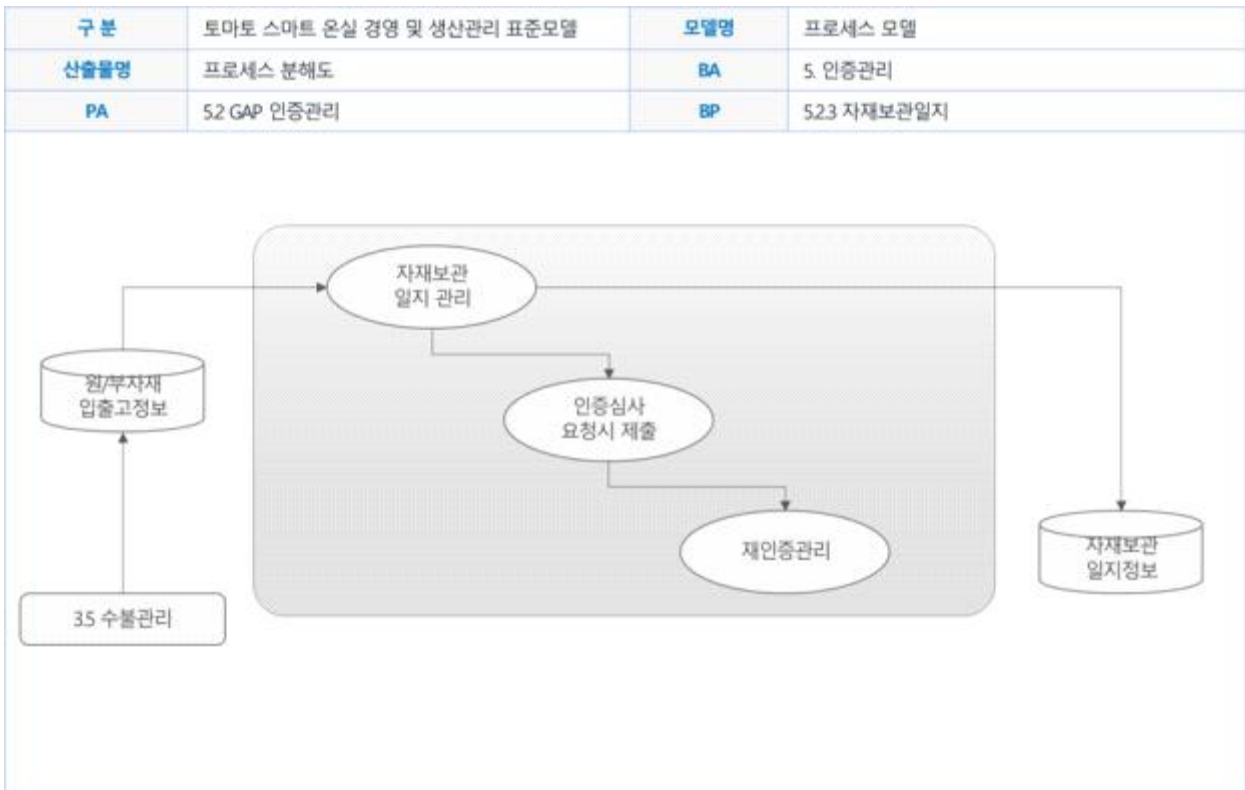 구 분 토마토 스마트 온실 경영 및 생산관리 표준모델 모델명 프로세스 모델
산출물명 프로세스 분해도 BA 5. 인증관리
PA 5.2 GAP 인증관리 BP 5.2.3 자재보관일지
자재보관
일지 관리
원/부자재
입출고정보
인증심사
요청시 제출
재인증관리
자재보관
일지정보
3.5 수불관리